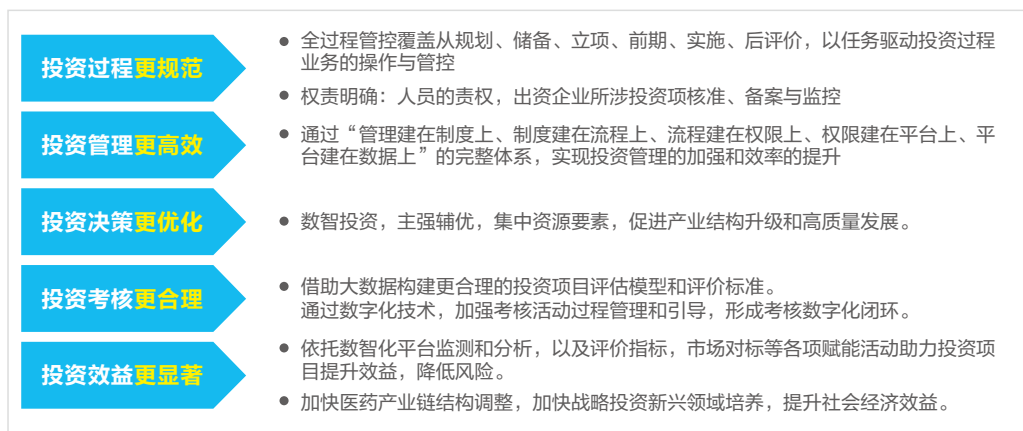 投资过程更规范
● 全过程管控覆盖从规划、储备、立项、前期、实施、后评价，以任务驱动投资过程
业务的操作与管控
● 权责明确：人员的责权，出资企业所涉投资项核准、备案与监控
投资管理更高效
● 通过“管理建在制度上、制度建在流程上、流程建在权限上、权限建在平台上、平
台建在数据上”的完整体系，实现投资管理的加强和效率的提升
投资决策更优化
● 数智投资，主强辅优，集中资源要素，促进产业结构升级和高质量发展。
投资考核更合理
● 借助大数据构建更合理的投资项目评估模型和评价标准。
通过数字化技术，加强考核活动过程管理和引导，形成考核数字化闭环。
投资效益更显著
● 依托数智化平台监测和分析，以及评价指标，市场对标等各项赋能活动助力投资项
目提升效益，降低风险。
● 加快医药产业链结构调整，加快战略投资新兴领域培养，提升社会经济效益。